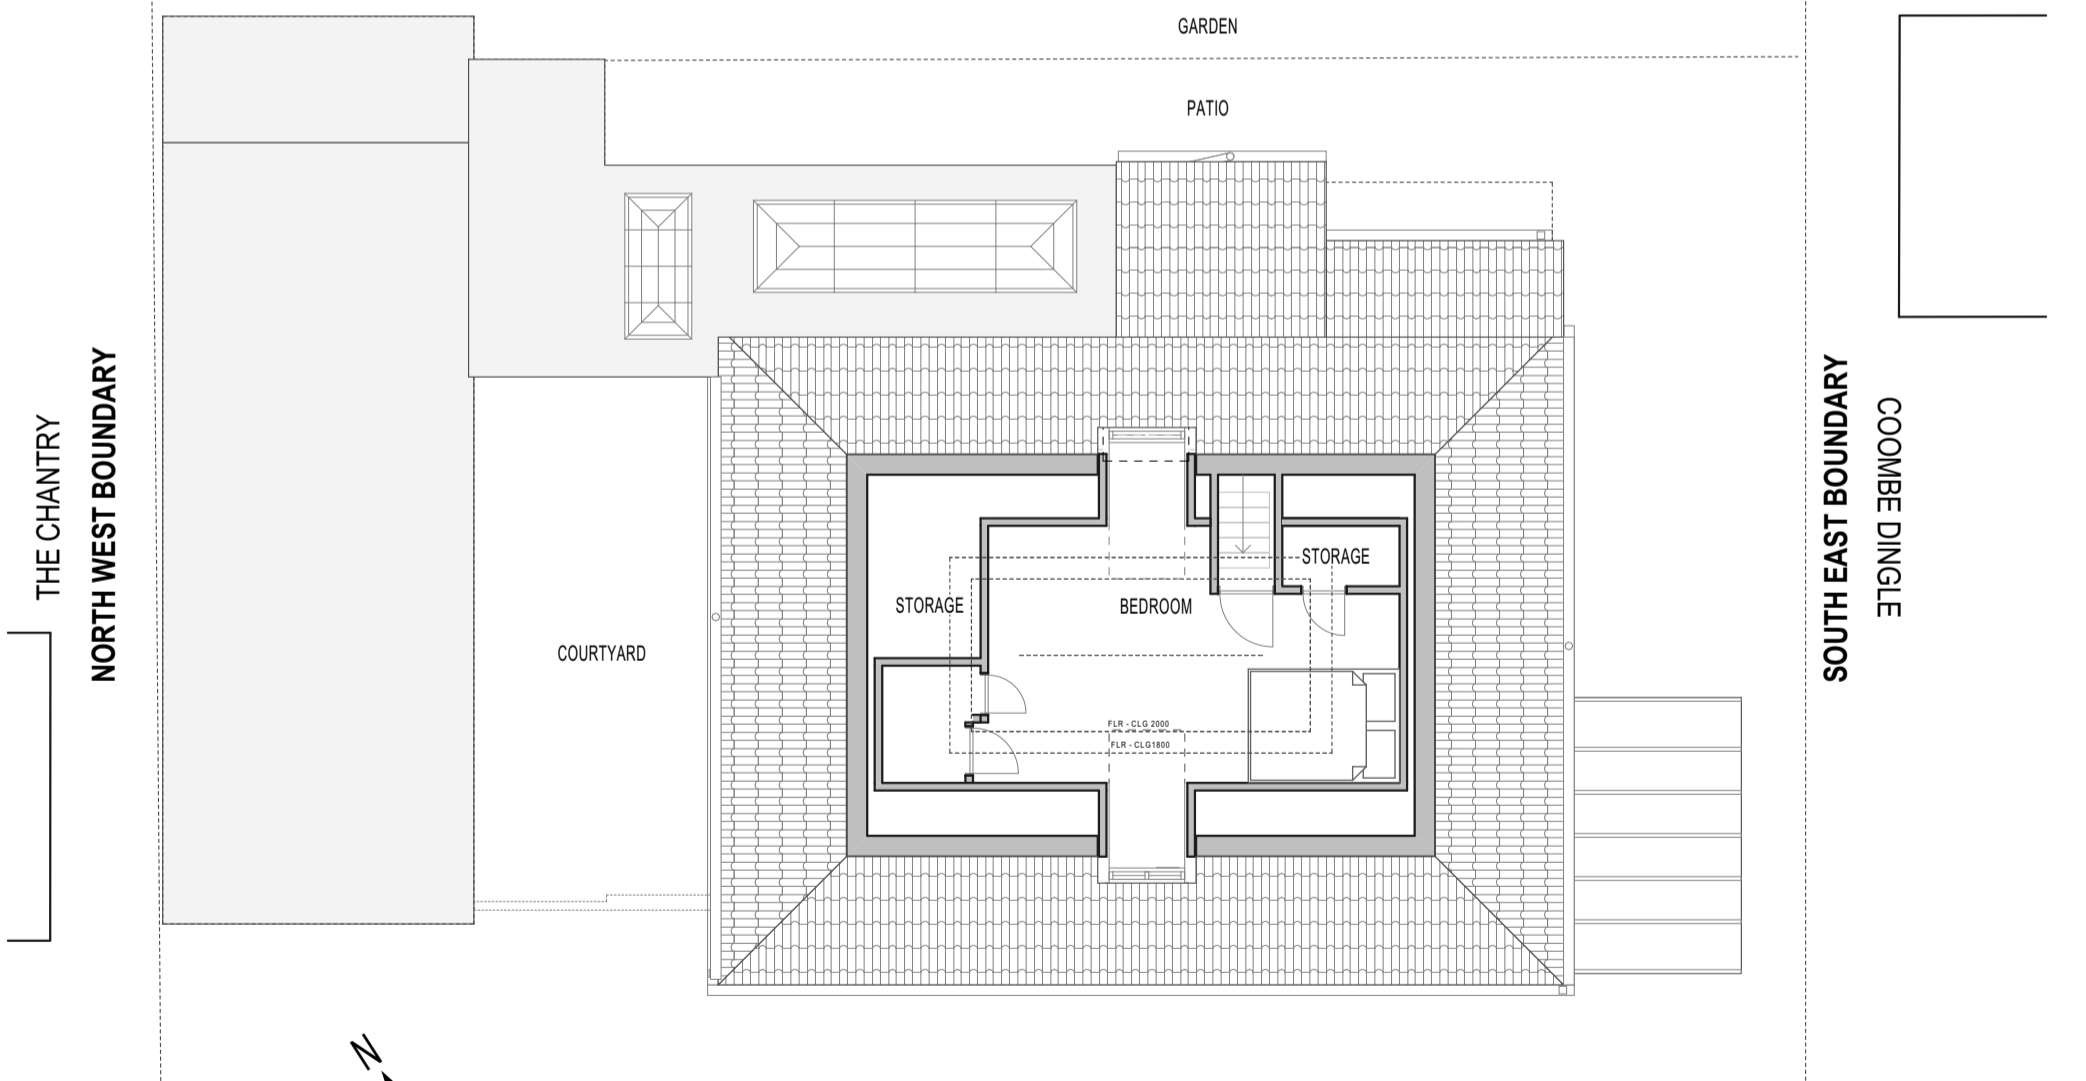 GARDEN
PATIO
THE CHANTRY
NORTH WEST BOUNDARY
SOUTH EAST BOUNDARY
COOMBE DINGLE
STORAGE
STORAGE
BEDROOM
COURTYARD
FLR - CLG 2000
FLR - CLG1800
N